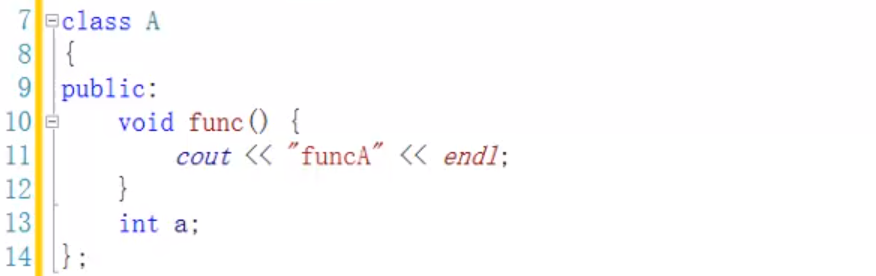 7 class A
8 {
9 public:
10 void func() {
11 cout << "funcA" << endl;
12 }
13 int a;
14 };